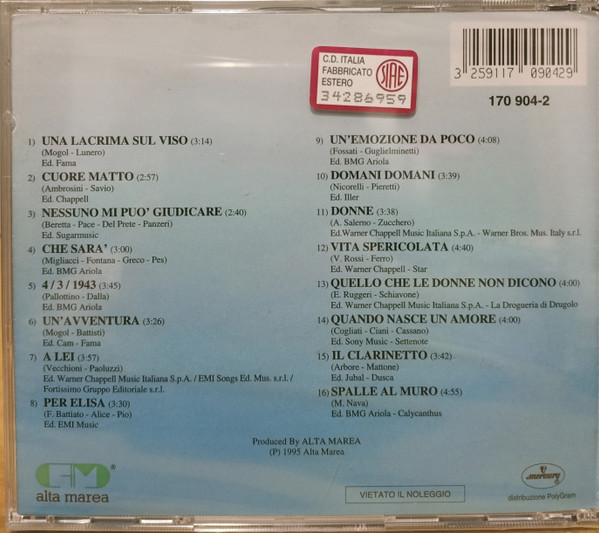 C.D. ITALIA
FABBRICATO
ESTERO
SIAE
34286959
3 259117 090429
170 904-2
1) UNA LACRIMA SUL VISO (3:14)
(Mogol - Lunero)
Ed. Fama
2) CUORE MATTO (2:57)
(Ambrosini - Savio)
Ed. Chappell
3) NESSUNO MI PUO' GIUDICARE (2:40)
(Beretta - Pace - Del Prete - Panzeri)
Ed. Sugarmusic
4) CHE SARA' (3:00)
(Migliacci - Fontana - Greco - Pes)
Ed. BMG Ariola
5) 4 / 3 / 1943 (3:45)
(Pallottino - Dalla)
Ed. BMG Ariola
6) UN'AVVENTURA (3:26)
(Mogol - Battisti)
Ed. Cam - Fama
7) A LEI (3:57)
(Vecchioni - Paoluzzi)
Ed. Warner Chappell Music Italiana S.p.A. / EMI Songs Ed. Mus. s.r.l. /
Fortissimo Gruppo Editoriale s.r.l.
8) PER ELISA (3:30)
(F. Battiato - Alice - Pio)
Ed. EMI Music
9) UN'EMOZIONE DA POCO (4:08)
(Fossati - Guglielminetti)
Ed. BMG Ariola
10) DOMANI DOMANI (3:39)
(Nicorelli - Pieretti)
Ed. Iller
11) DONNE (3:38)
(A. Salerno - Zucchero)
Ed.Warner Chappell Music Italiana S.p.A. - Warner Bros. Mus. Italy s.r.l.
12) VITA SPERICOLATA (4:40)
(V. Rossi - Ferro)
Ed. Warner Chappell - Star
13) QUELLO CHE LE DONNE NON DICONO (4:00)
(E. Ruggeri - Schiavone)
Ed. Warner Chappell Music Italiana S.p.A. - La Drogueria di Drugolo
14) QUANDO NASCE UN AMORE (4:00)
(Cogliati - Ciani - Cassano)
Ed. Sony Music - Settenote
15) IL CLARINETTO (3:42)
(Arbore - Mattone)
Ed. Jubal - Dusca
16) SPALLE AL MURO (4:55)
(M. Nava)
Ed. BMG Ariola - Calycanthus
Produced By ALTA MAREA
(P) 1995 Alta Marea
®
alta marea
VIETATO IL NOLEGGIO
mercury
distribuzione PolyGram